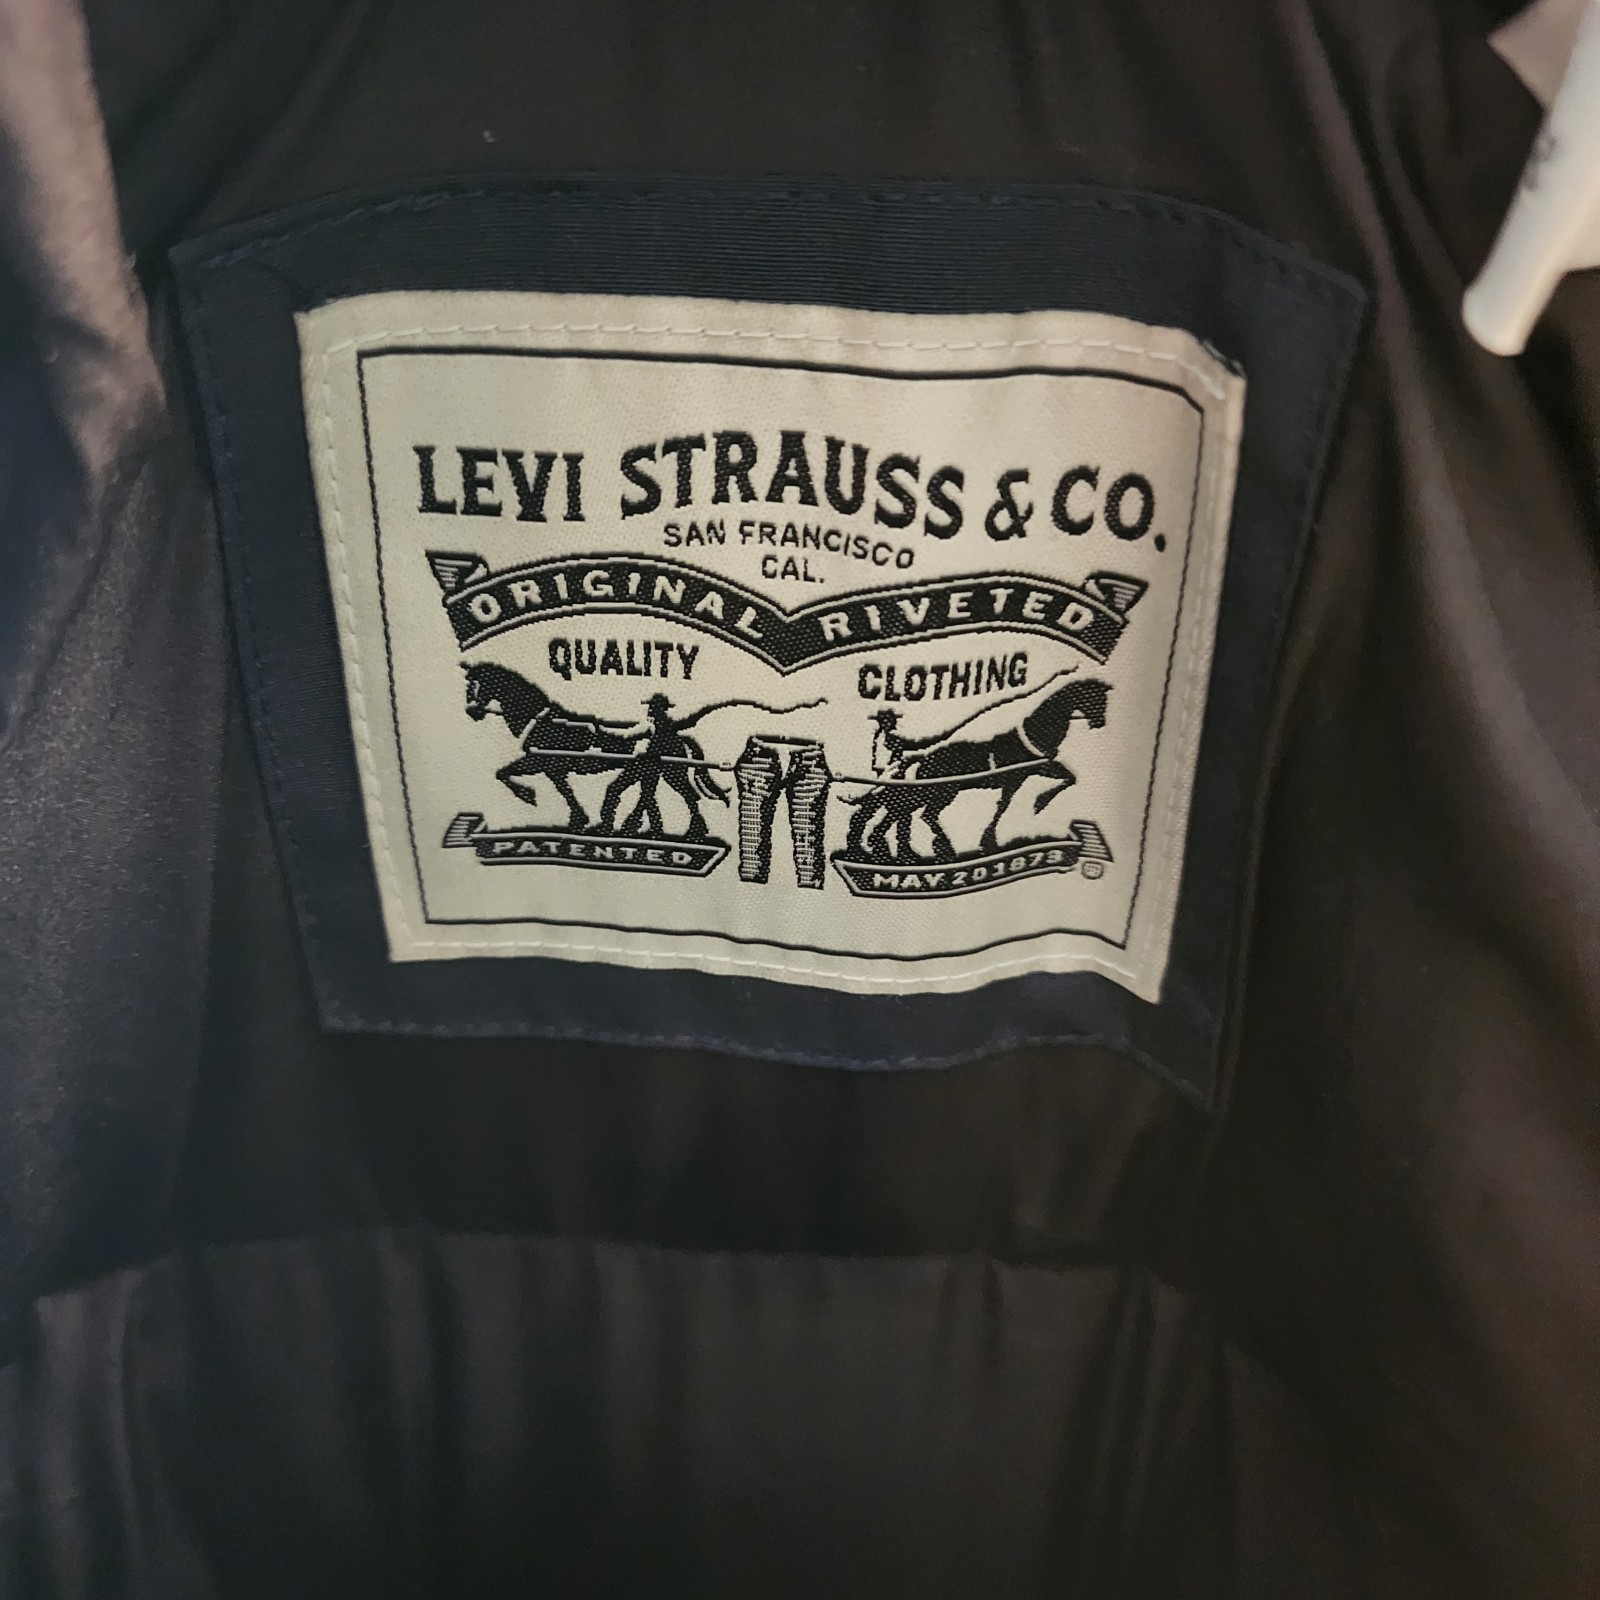 LEVI STRAUSS & CO.
SAN FRANCISCO
CAL.
ORIGINAL RIVETED
QUALITY CLOTHING
PATENTED MAY 20 1873 ®